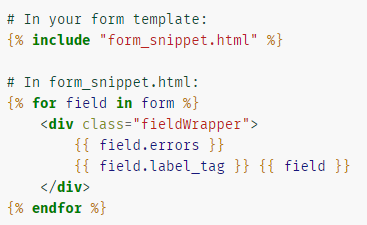 # In your form template:
{% include "form_snippet.html" %}

# In form_snippet.html:
{% for field in form %}
    <div class="fieldWrapper">
        {{ field.errors }}
        {{ field.label_tag }} {{ field }}
    </div>
{% endfor %}